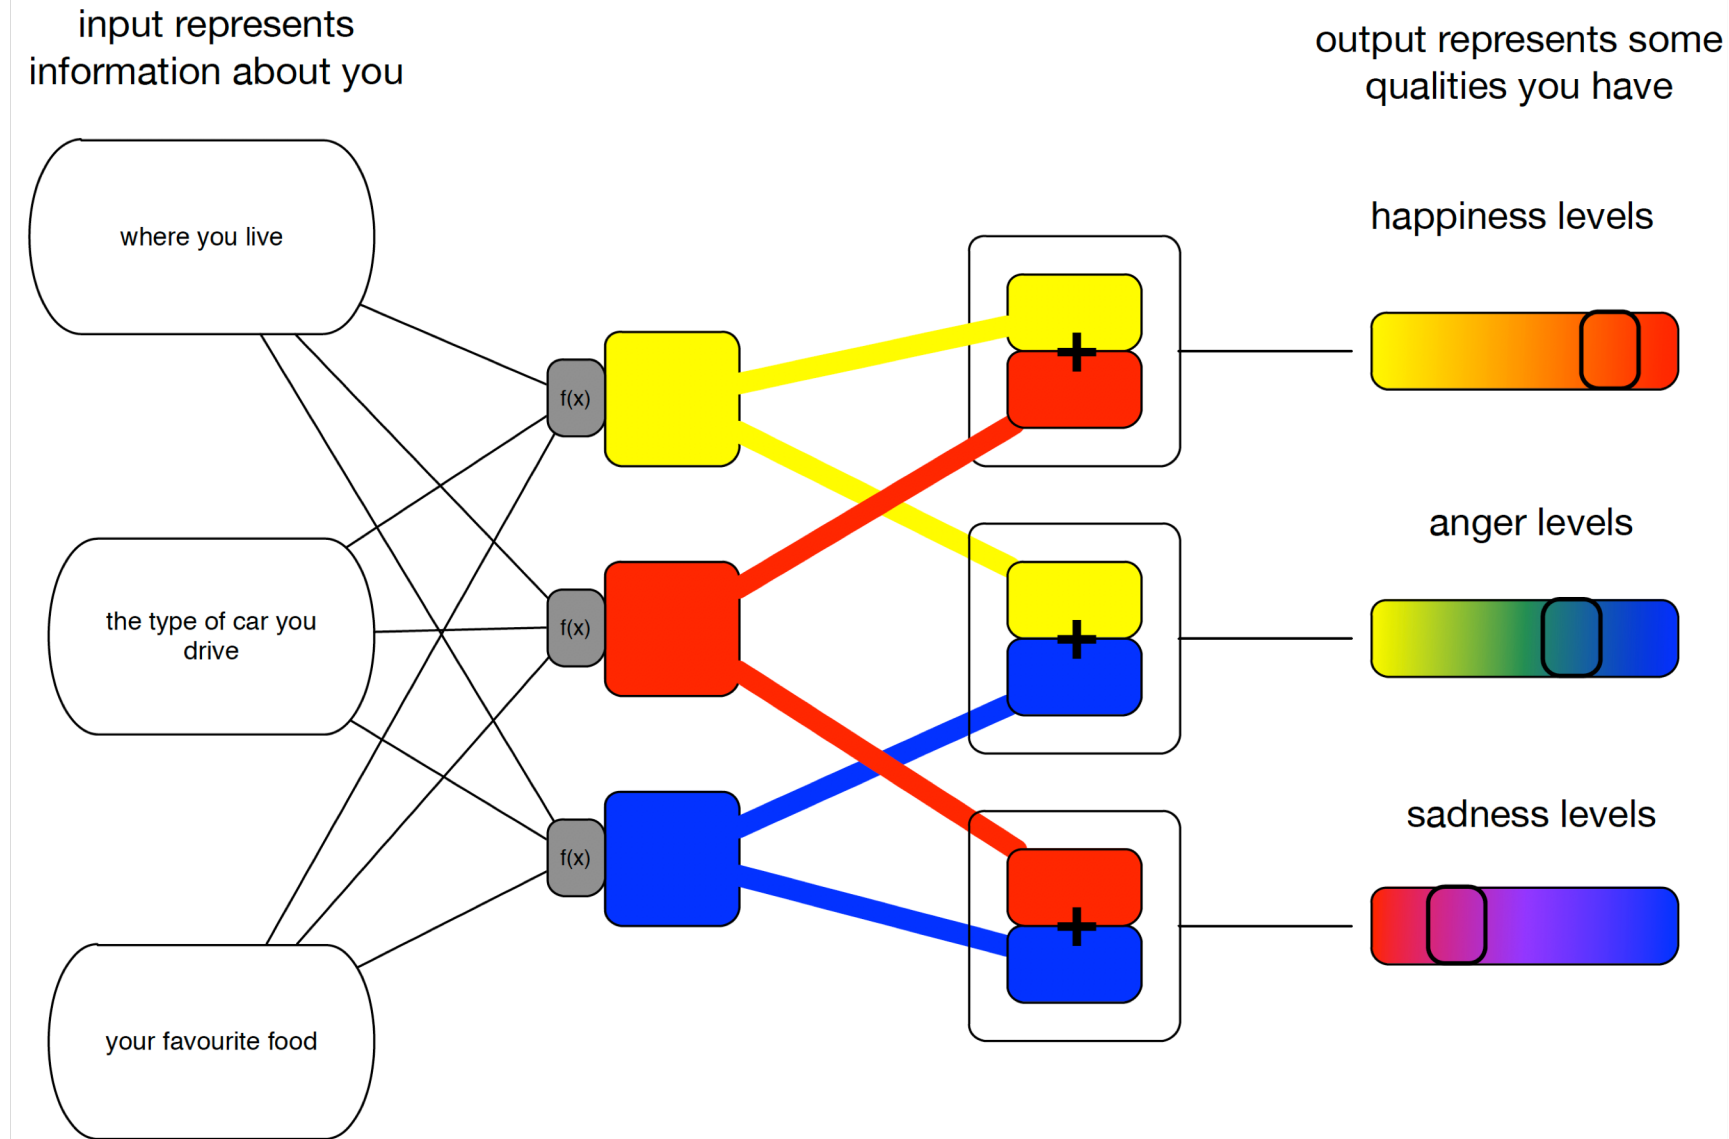 input represents
information about you
output represents some
qualities you have
where you live
happiness levels
f(x)
+
anger levels
the type of car you
drive
f(x)
+
sadness levels
f(x)
+
your favourite food